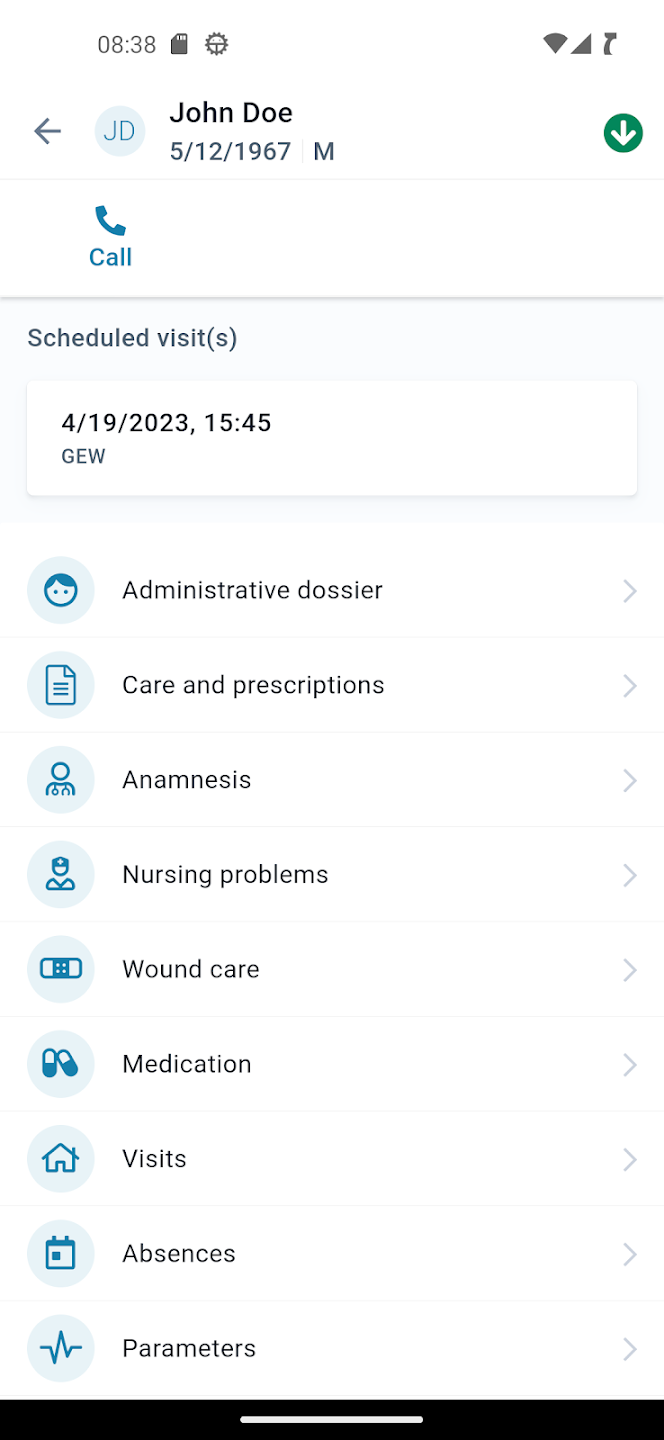 08:38
John Doe
JD
5/12/1967 M
Call
Scheduled visit(s)
4/19/2023, 15:45
GEW
Administrative dossier
Care and prescriptions
Anamnesis
Nursing problems
Wound care
Medication
Visits
Absences
Parameters